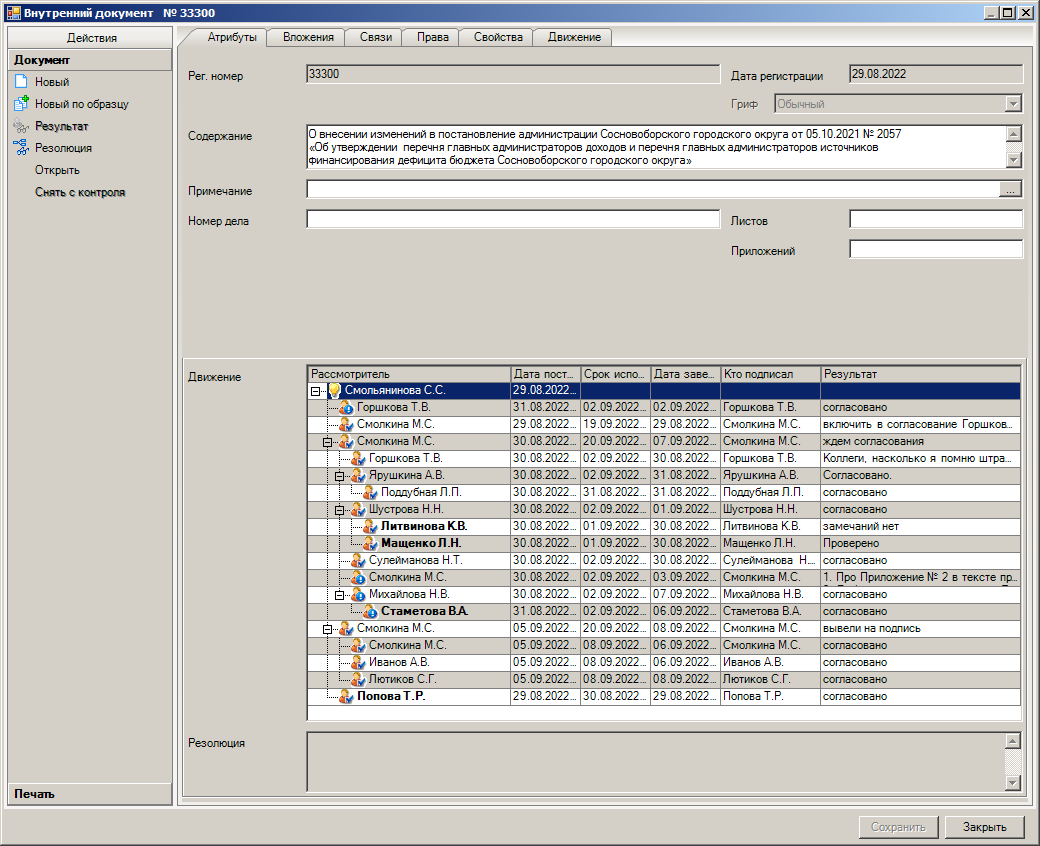 Внутренний документ № 33300
Действия
Документ
Новый
Новый по образцу
Результат
Резолюция
Открыть
Снять с контроля
Печать
Атрибуты Вложения Связи Права Свойства Движение
Рег. номер 33300 Дата регистрации 29.08.2022
Гриф Обычный
Содержание О внесении изменений в постановление администрации Сосновоборского городского округа от 05.10.2021 № 2057
«Об утверждении перечня главных администраторов доходов и перечня главных администраторов источников
финансирования дефицита бюджета Сосновоборского городского округа»
Примечание ...
Номер дела Листов
Приложений
Движение
Рассмотритель Дата пост... Срок испо... Дата заве... Кто подписал Результат
Смольянинова С.С. 29.08.2022...
Горшкова Т.В. 31.08.2022... 02.09.2022... 02.09.2022... Горшкова Т.В. согласовано
Смолкина М.С. 29.08.2022... 19.09.2022... 29.08.2022... Смолкина М.С. включить в согласование Горшков...
Смолкина М.С. 30.08.2022... 20.09.2022... 07.09.2022... Смолкина М.С. ждем согласования
Горшкова Т.В. 30.08.2022... 02.09.2022... 30.08.2022... Горшкова Т.В. Коллеги, насколько я помню штра...
Ярушкина А.В. 30.08.2022... 02.09.2022... 31.08.2022... Ярушкина А.В. Согласовано.
Поддубная Л.П. 30.08.2022... 31.08.2022... 31.08.2022... Поддубная Л.П. согласовано
Шустрова Н.Н. 30.08.2022... 02.09.2022... 01.09.2022... Шустрова Н.Н. согласовано
Литвинова К.В. 30.08.2022... 01.09.2022... 30.08.2022... Литвинова К.В. замечаний нет
Мащенко Л.Н. 30.08.2022... 01.09.2022... 30.08.2022... Мащенко Л.Н. Проверено
Сулейманова Н.Т. 30.08.2022... 02.09.2022... 30.08.2022... Сулейманова Н... согласовано
Смолкина М.С. 30.08.2022... 02.09.2022... 03.09.2022... Смолкина М.С. 1. Про Приложение № 2 в тексте пр...
Михайлова Н.В. 30.08.2022... 02.09.2022... 07.09.2022... Михайлова Н.В. согласовано
Стаметова В.А. 31.08.2022... 02.09.2022... 06.09.2022... Стаметова В.А. согласовано
Смолкина М.С. 05.09.2022... 20.09.2022... 08.09.2022... Смолкина М.С. вывели на подпись
Смолкина М.С. 05.09.2022... 08.09.2022... 06.09.2022... Смолкина М.С. согласовано
Иванов А.В. 05.09.2022... 08.09.2022... 06.09.2022... Иванов А.В. согласовано
Лютиков С.Г. 05.09.2022... 08.09.2022... 08.09.2022... Лютиков С.Г. согласовано
Попова Т.Р. 29.08.2022... 30.08.2022... 29.08.2022... Попова Т.Р. согласовано
Резолюция
Сохранить Закрыть